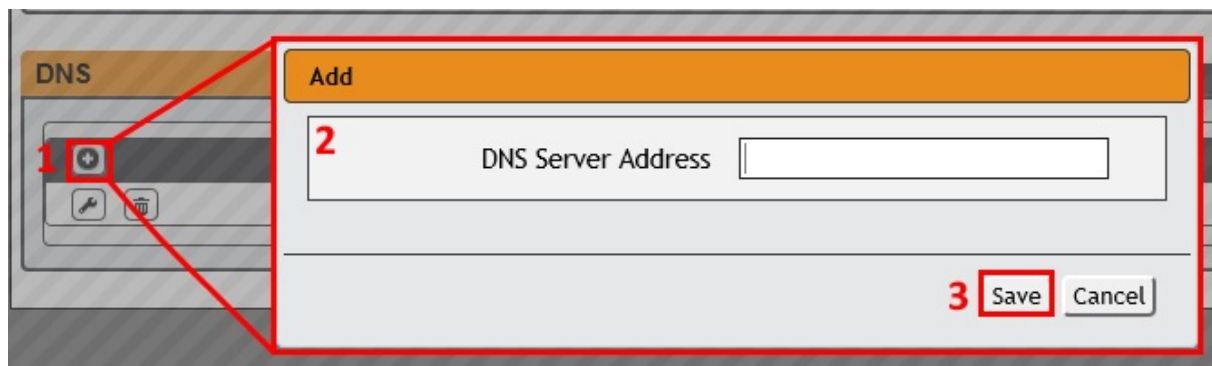 DNS
Add
1
2
DNS Server Address
3
Save
Cancel